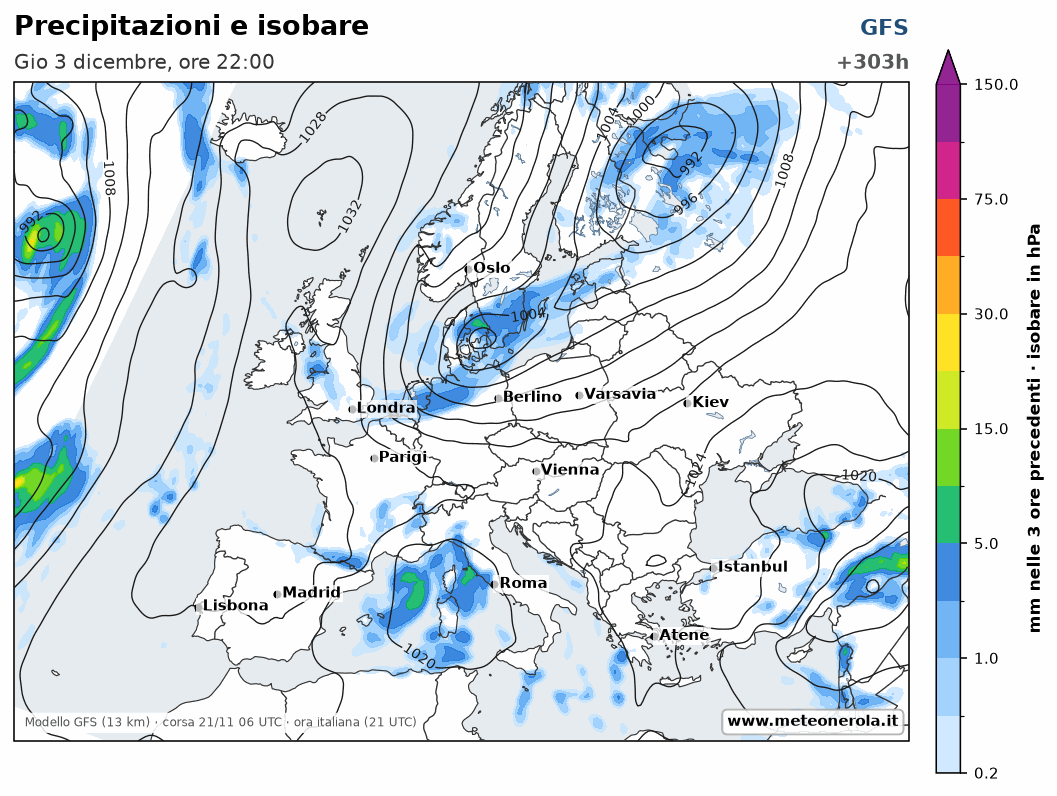 Precipitazioni e isobare
GFS
Gio 3 dicembre, ore 22:00
+303h
150.0
75.0
30.0
15.0
5.0
1.0
0.2
mm nelle 3 ore precedenti · isobare in hPa
1028
1004
1000
1008
992
1008
992
1032
996
Oslo
1004
Londra
Berlino
Varsavia
Kiev
Parigi
Vienna
1024
1020
Istanbul
Madrid
Roma
Lisbona
Atene
1020
Modello GFS (13 km) · corsa 21/11 06 UTC · ora italiana (21 UTC)
www.meteonerola.it